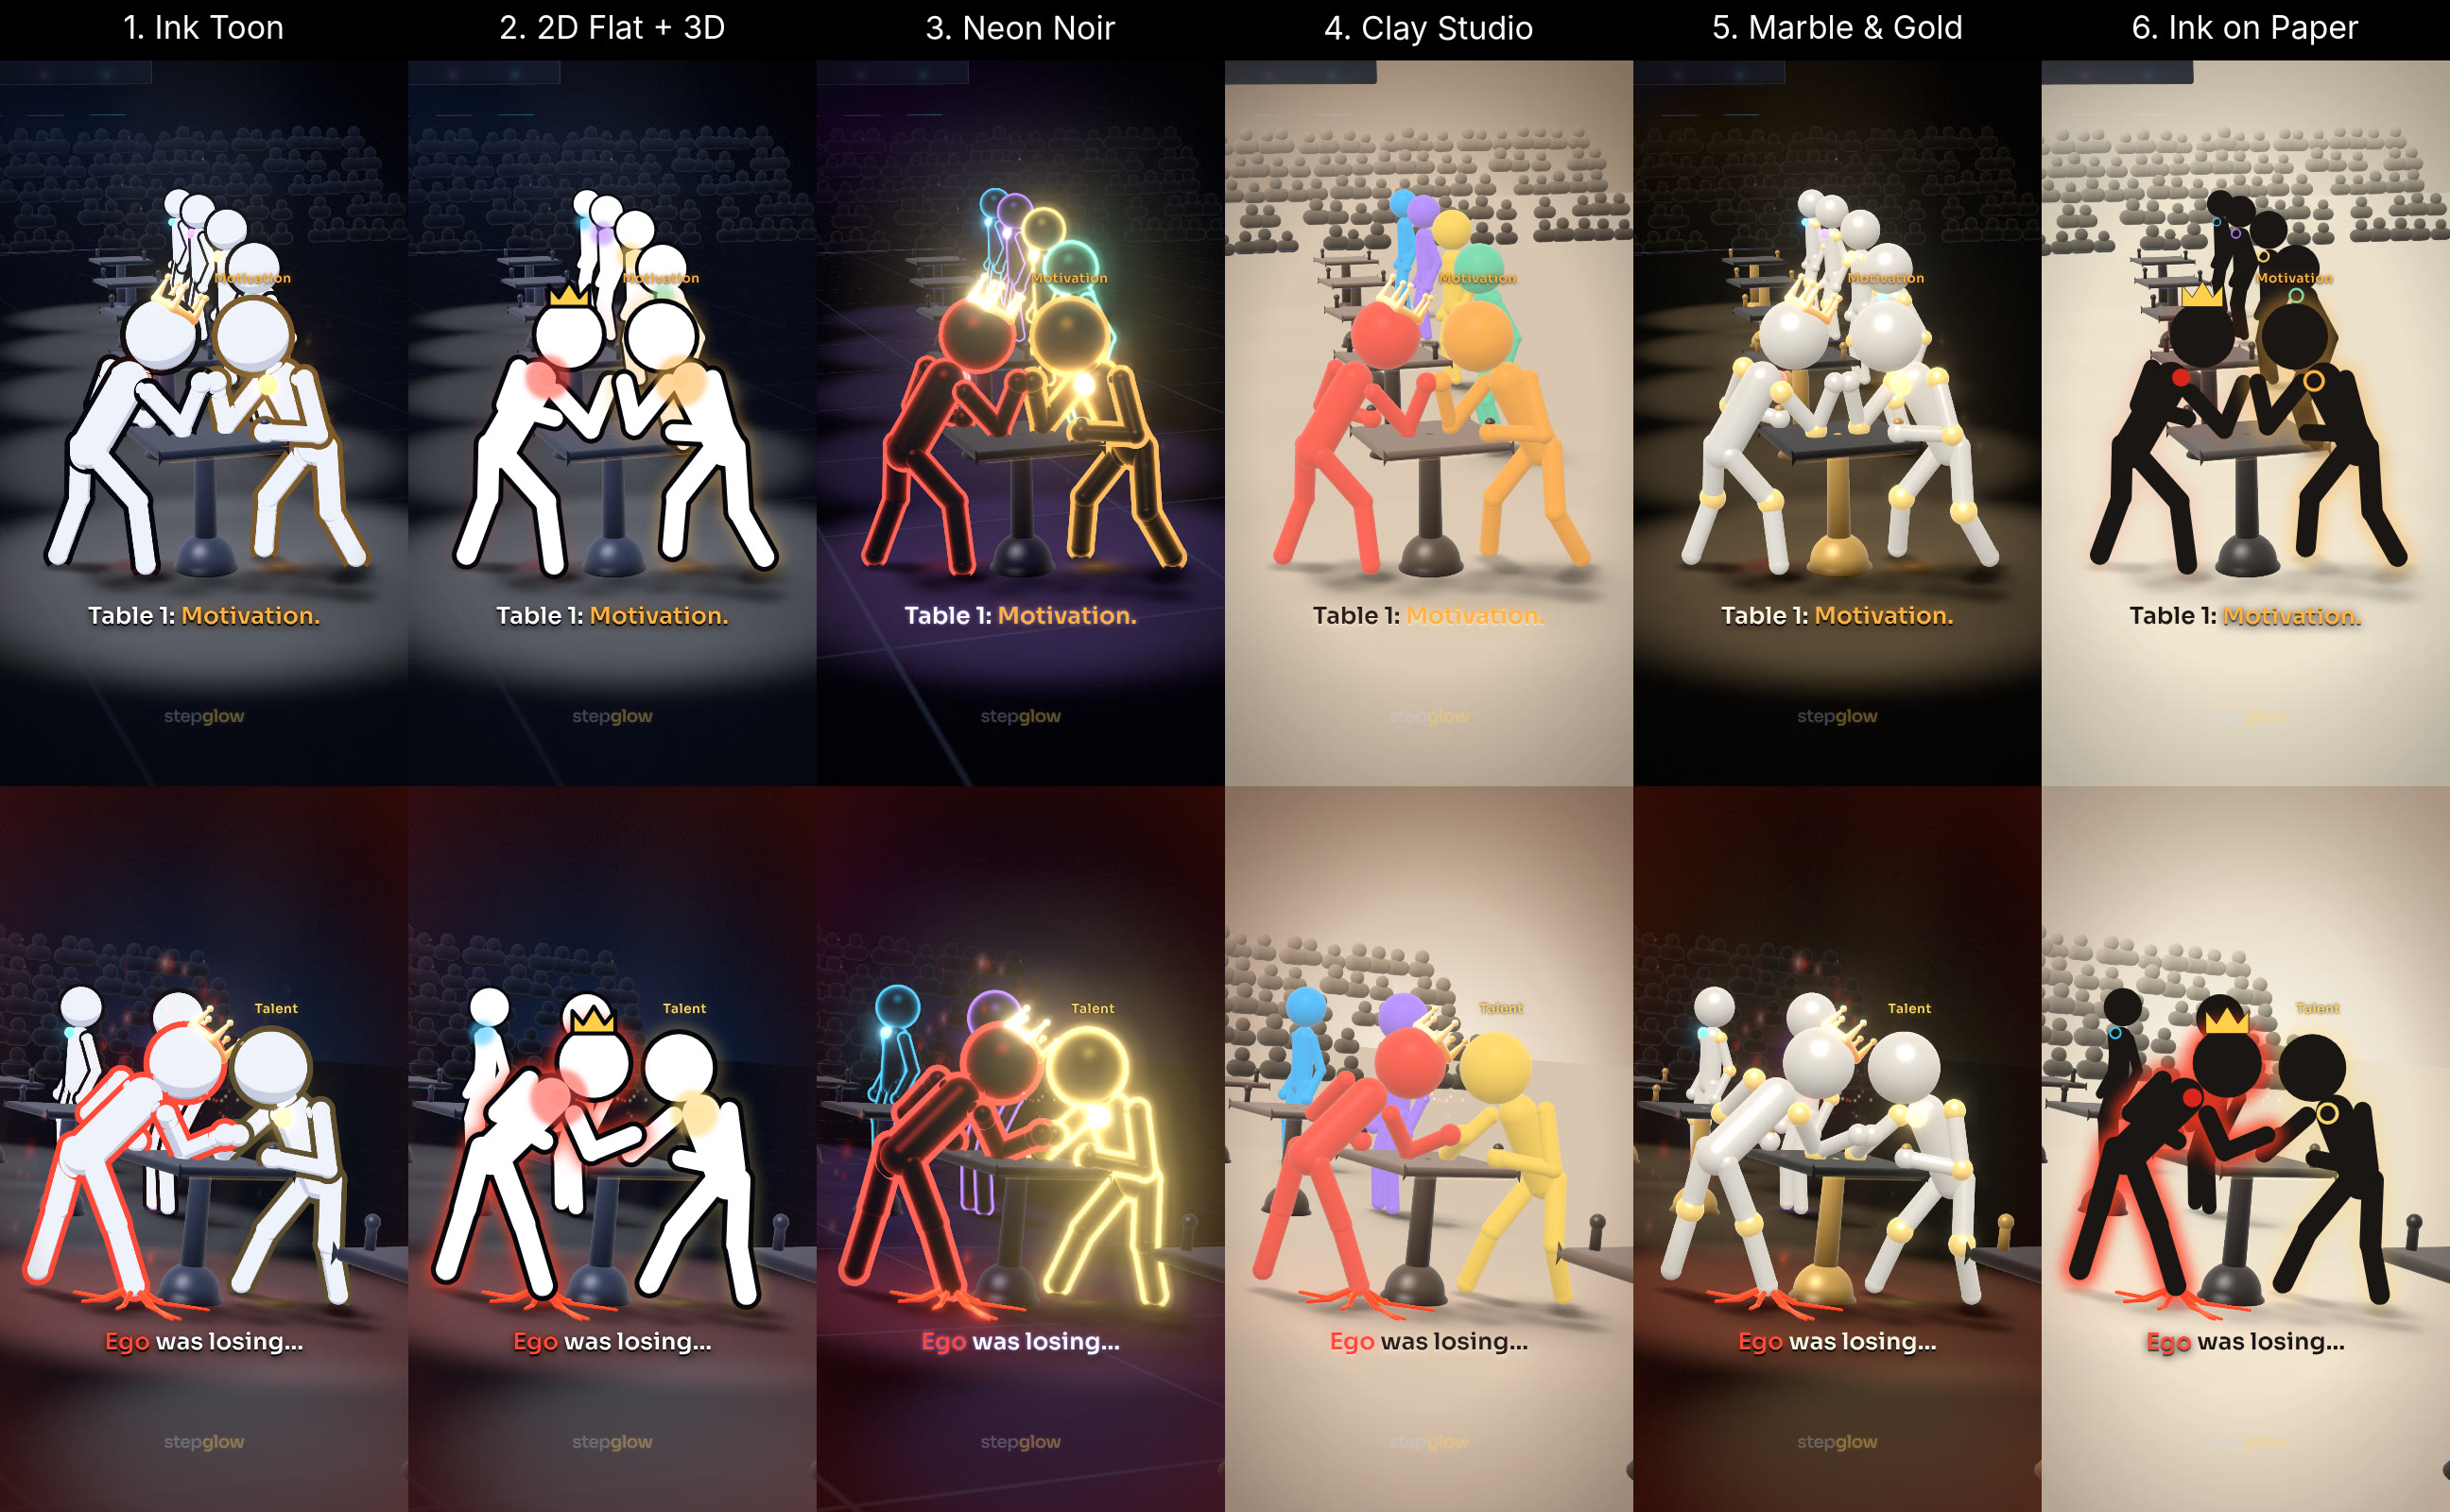 1. Ink Toon
2. 2D Flat + 3D
3. Neon Noir
4. Clay Studio
5. Marble & Gold
6. Ink on Paper
Motivation
Motivation
Motivation
Motivation
Motivation
Motivation
Table 1: Motivation.
Table 1: Motivation.
Table 1: Motivation.
Table 1: Motivation.
Table 1: Motivation.
Table 1: Motivation.
stepglow
stepglow
stepglow
stepglow
stepglow
glow
Talent
Talent
Talent
Talent
Talent
Talent
Ego was losing...
Ego was losing...
Ego was losing...
Ego was losing...
Ego was losing...
Ego was losing...
stepglow
stepglow
stepglow
stepglow
stepglow
glow